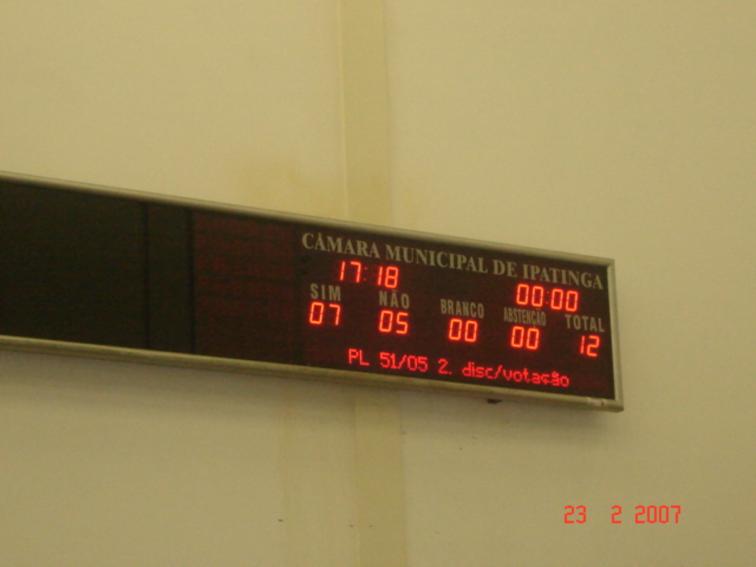 CÂMARA MUNICIPAL DE IPATINGA
17:18 00:00
SIM NÃO BRANCO ABSTENÇÃO TOTAL
07 05 00 00 12
PL 51/05 2. disc/votação
23 2 2007